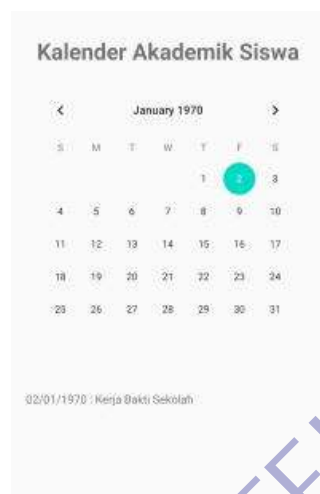 Kalender Akademik Siswa
< January 1970 >
S M T W T F S
1 2 3
4 5 6 7 8 9 10
11 12 13 14 15 16 17
18 19 20 21 22 23 24
25 26 27 28 29 30 31
02/01/1970 : Kerja Bakti Sekolah